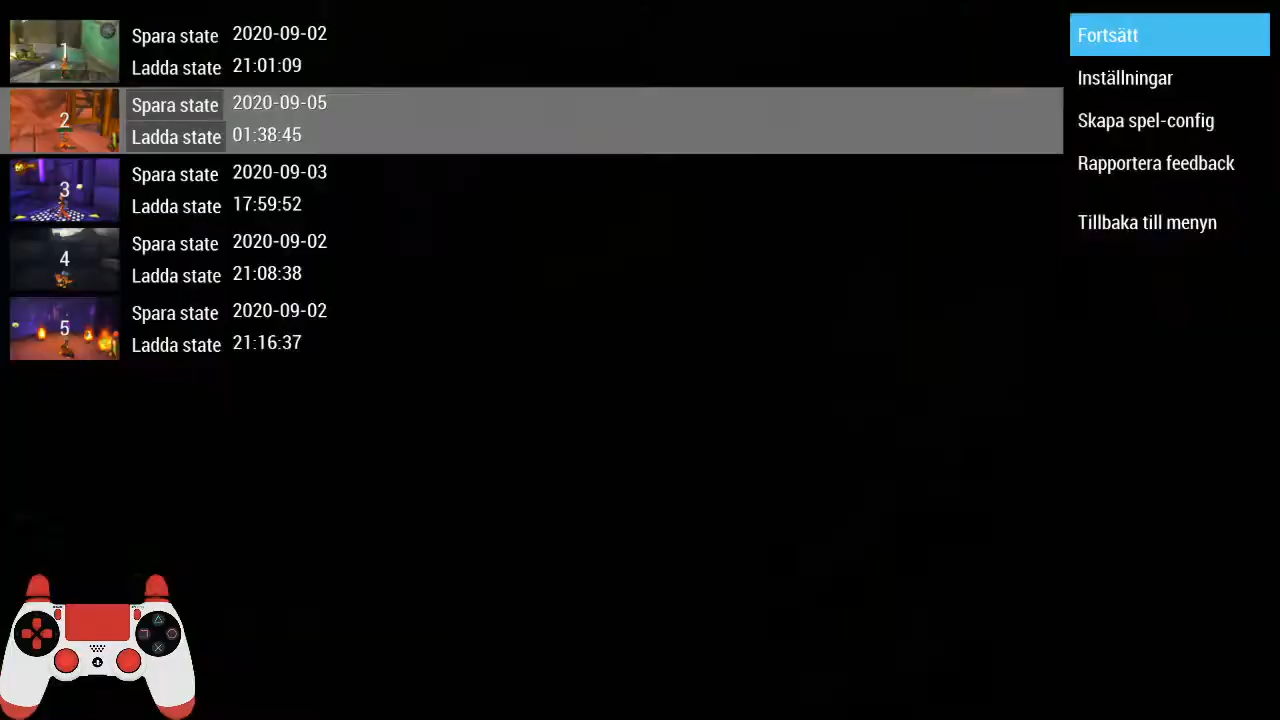 1
Spara state 2020-09-02
Ladda state 21:01:09
2
Spara state 2020-09-05
Ladda state 01:38:45
3
Spara state 2020-09-03
Ladda state 17:59:52
4
Spara state 2020-09-02
Ladda state 21:08:38
5
Spara state 2020-09-02
Ladda state 21:16:37
Fortsätt
Inställningar
Skapa spel-config
Rapportera feedback
Tillbaka till menyn